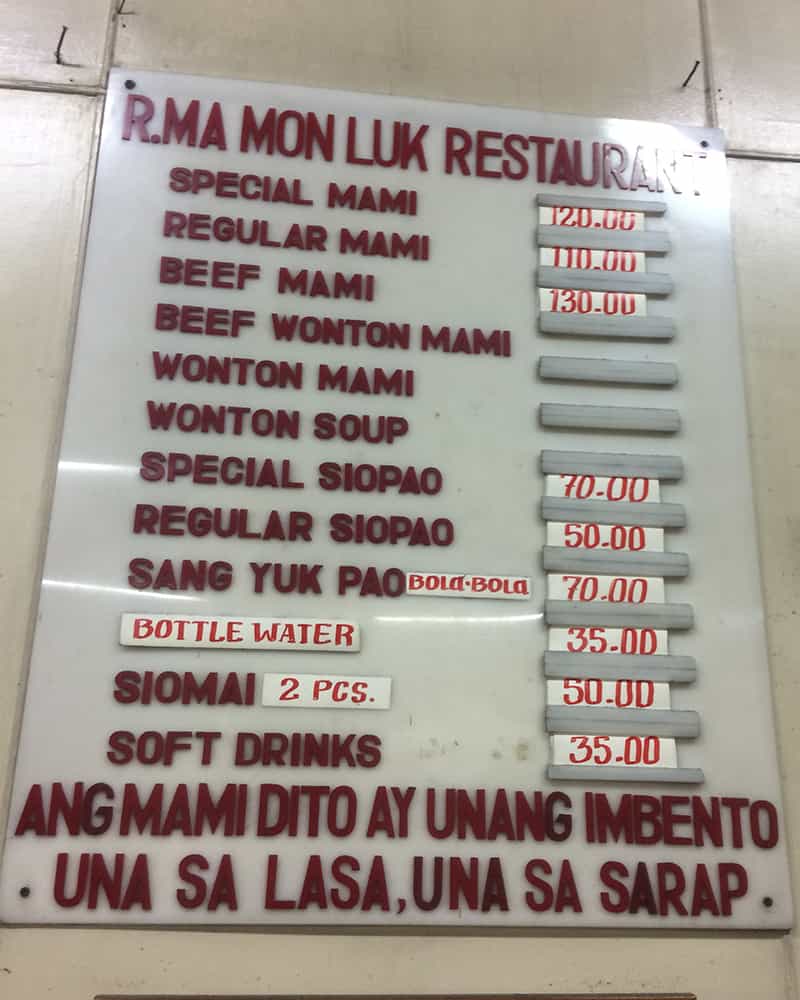 R.MA MON LUK RESTAURANT
SPECIAL MAMI 120.00
REGULAR MAMI 110.00
BEEF MAMI 130.00
BEEF WONTON MAMI
WONTON MAMI
WONTON SOUP
SPECIAL SIOPAO 70.00
REGULAR SIOPAO 50.00
SANG YUK PAO BOLA-BOLA 70.00
BOTTLE WATER 35.00
SIOMAI 2 PCS. 50.00
SOFT DRINKS 35.00
ANG MAMI DITO AY UNANG IMBENTO
UNA SA LASA, UNA SA SARAP